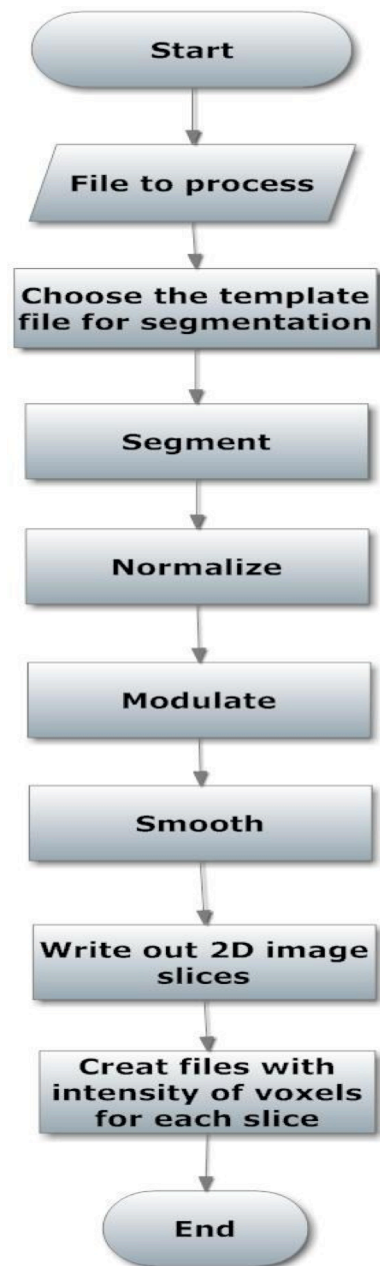 Start
File to process
Choose the template
file for segmentation
Segment
Normalize
Modulate
Smooth
Write out 2D image
slices
Creat files with
intensity of voxels
for each slice
End